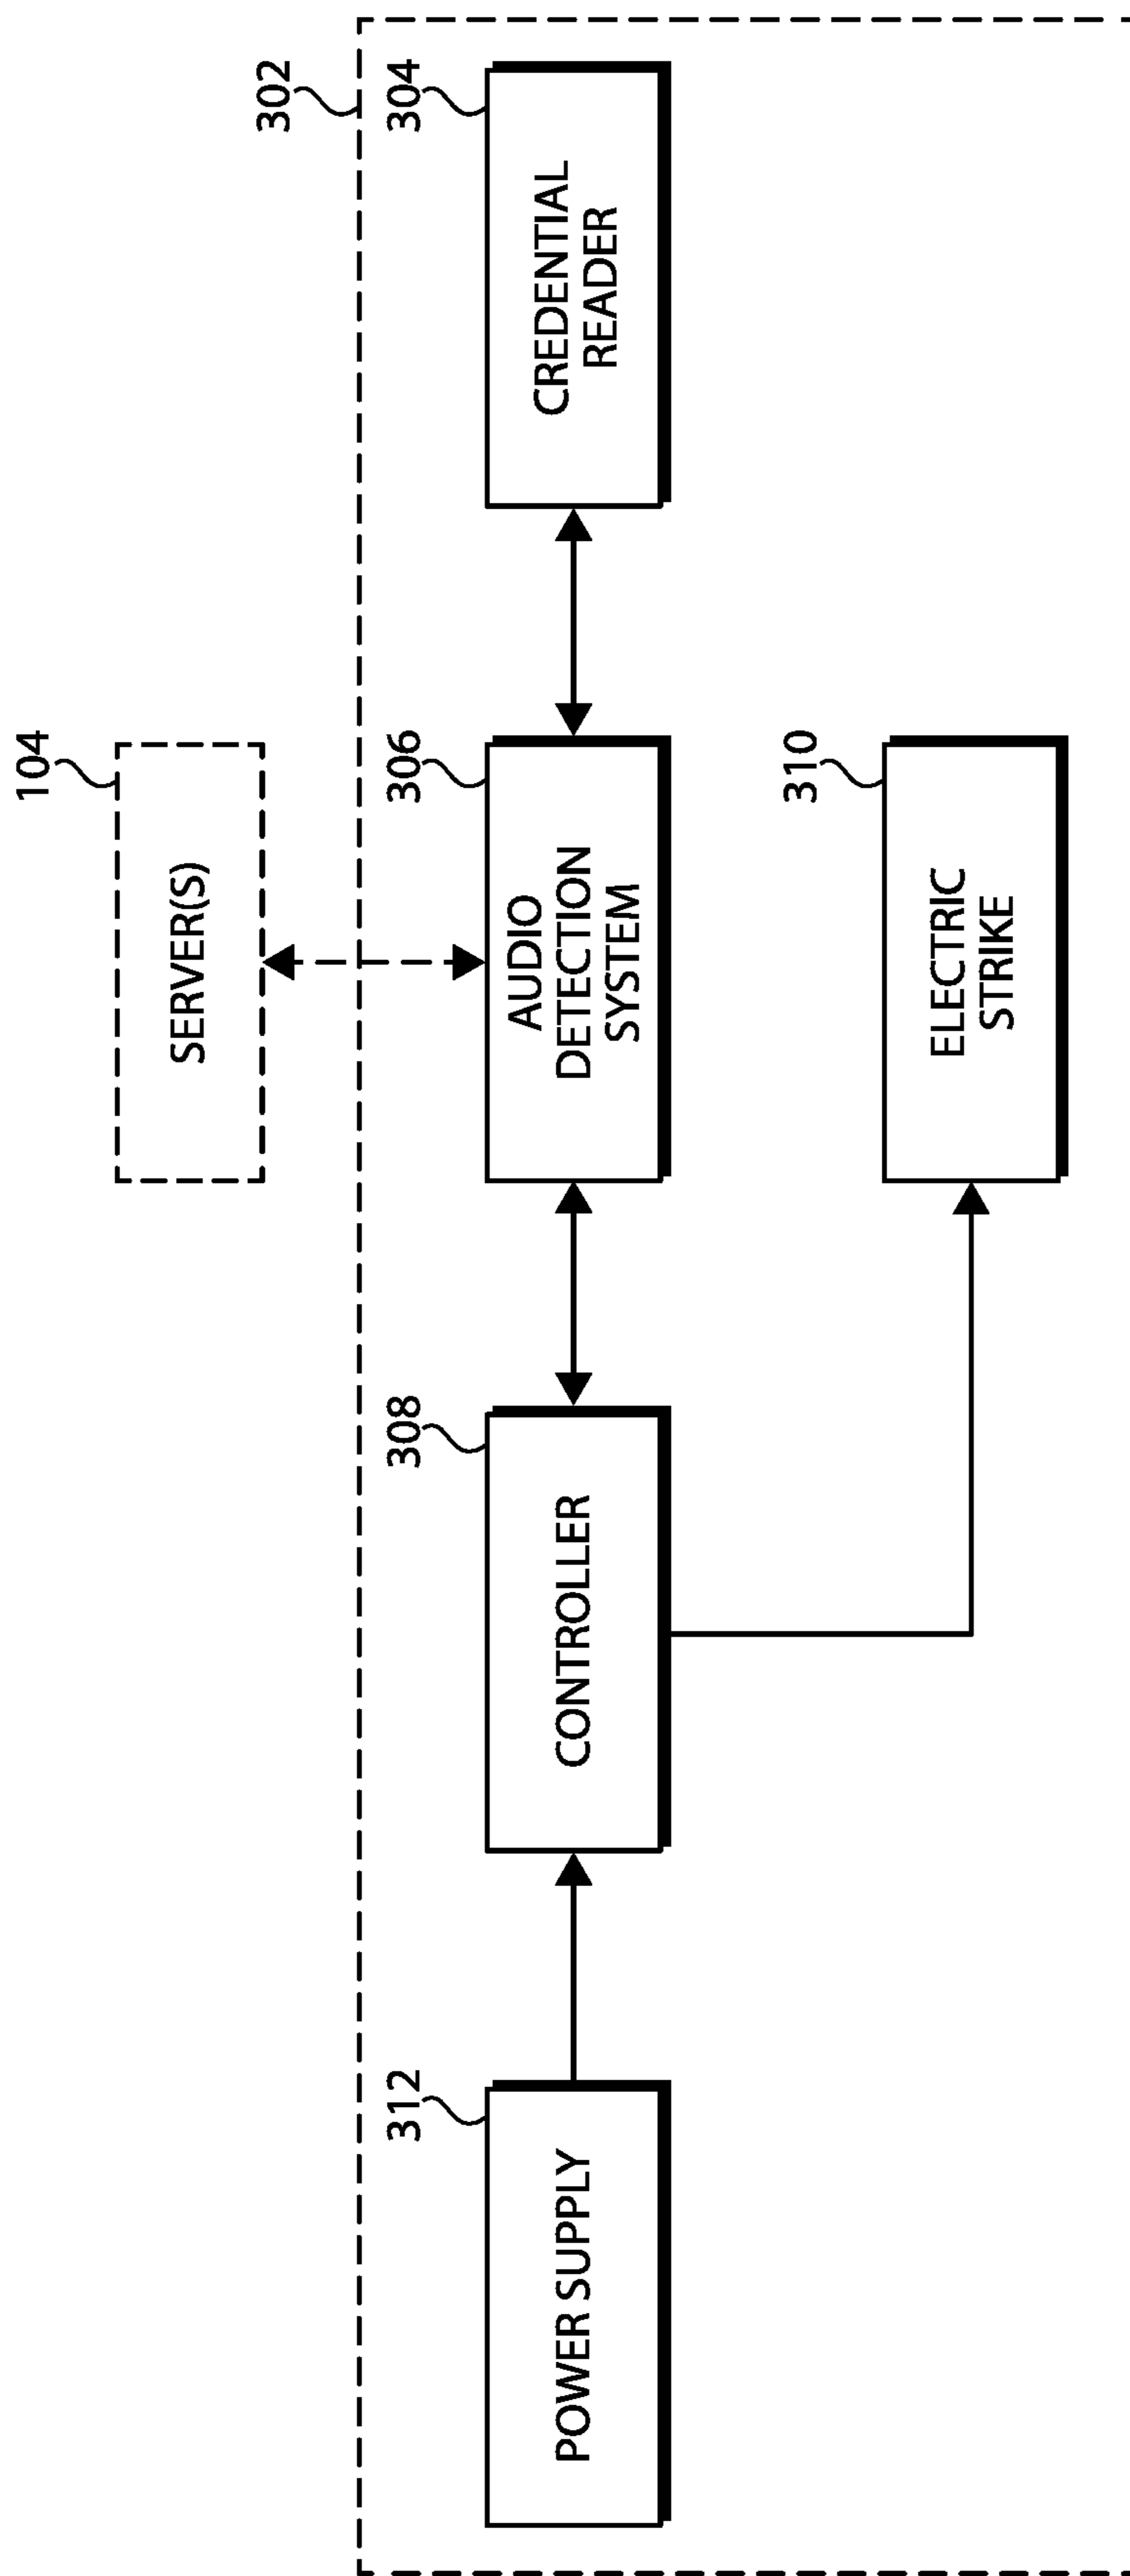 104
SERVER(S)
302
312
POWER SUPPLY
308
CONTROLLER
306
AUDIO
DETECTION
SYSTEM
304
CREDENTIAL
READER
310
ELECTRIC
STRIKE